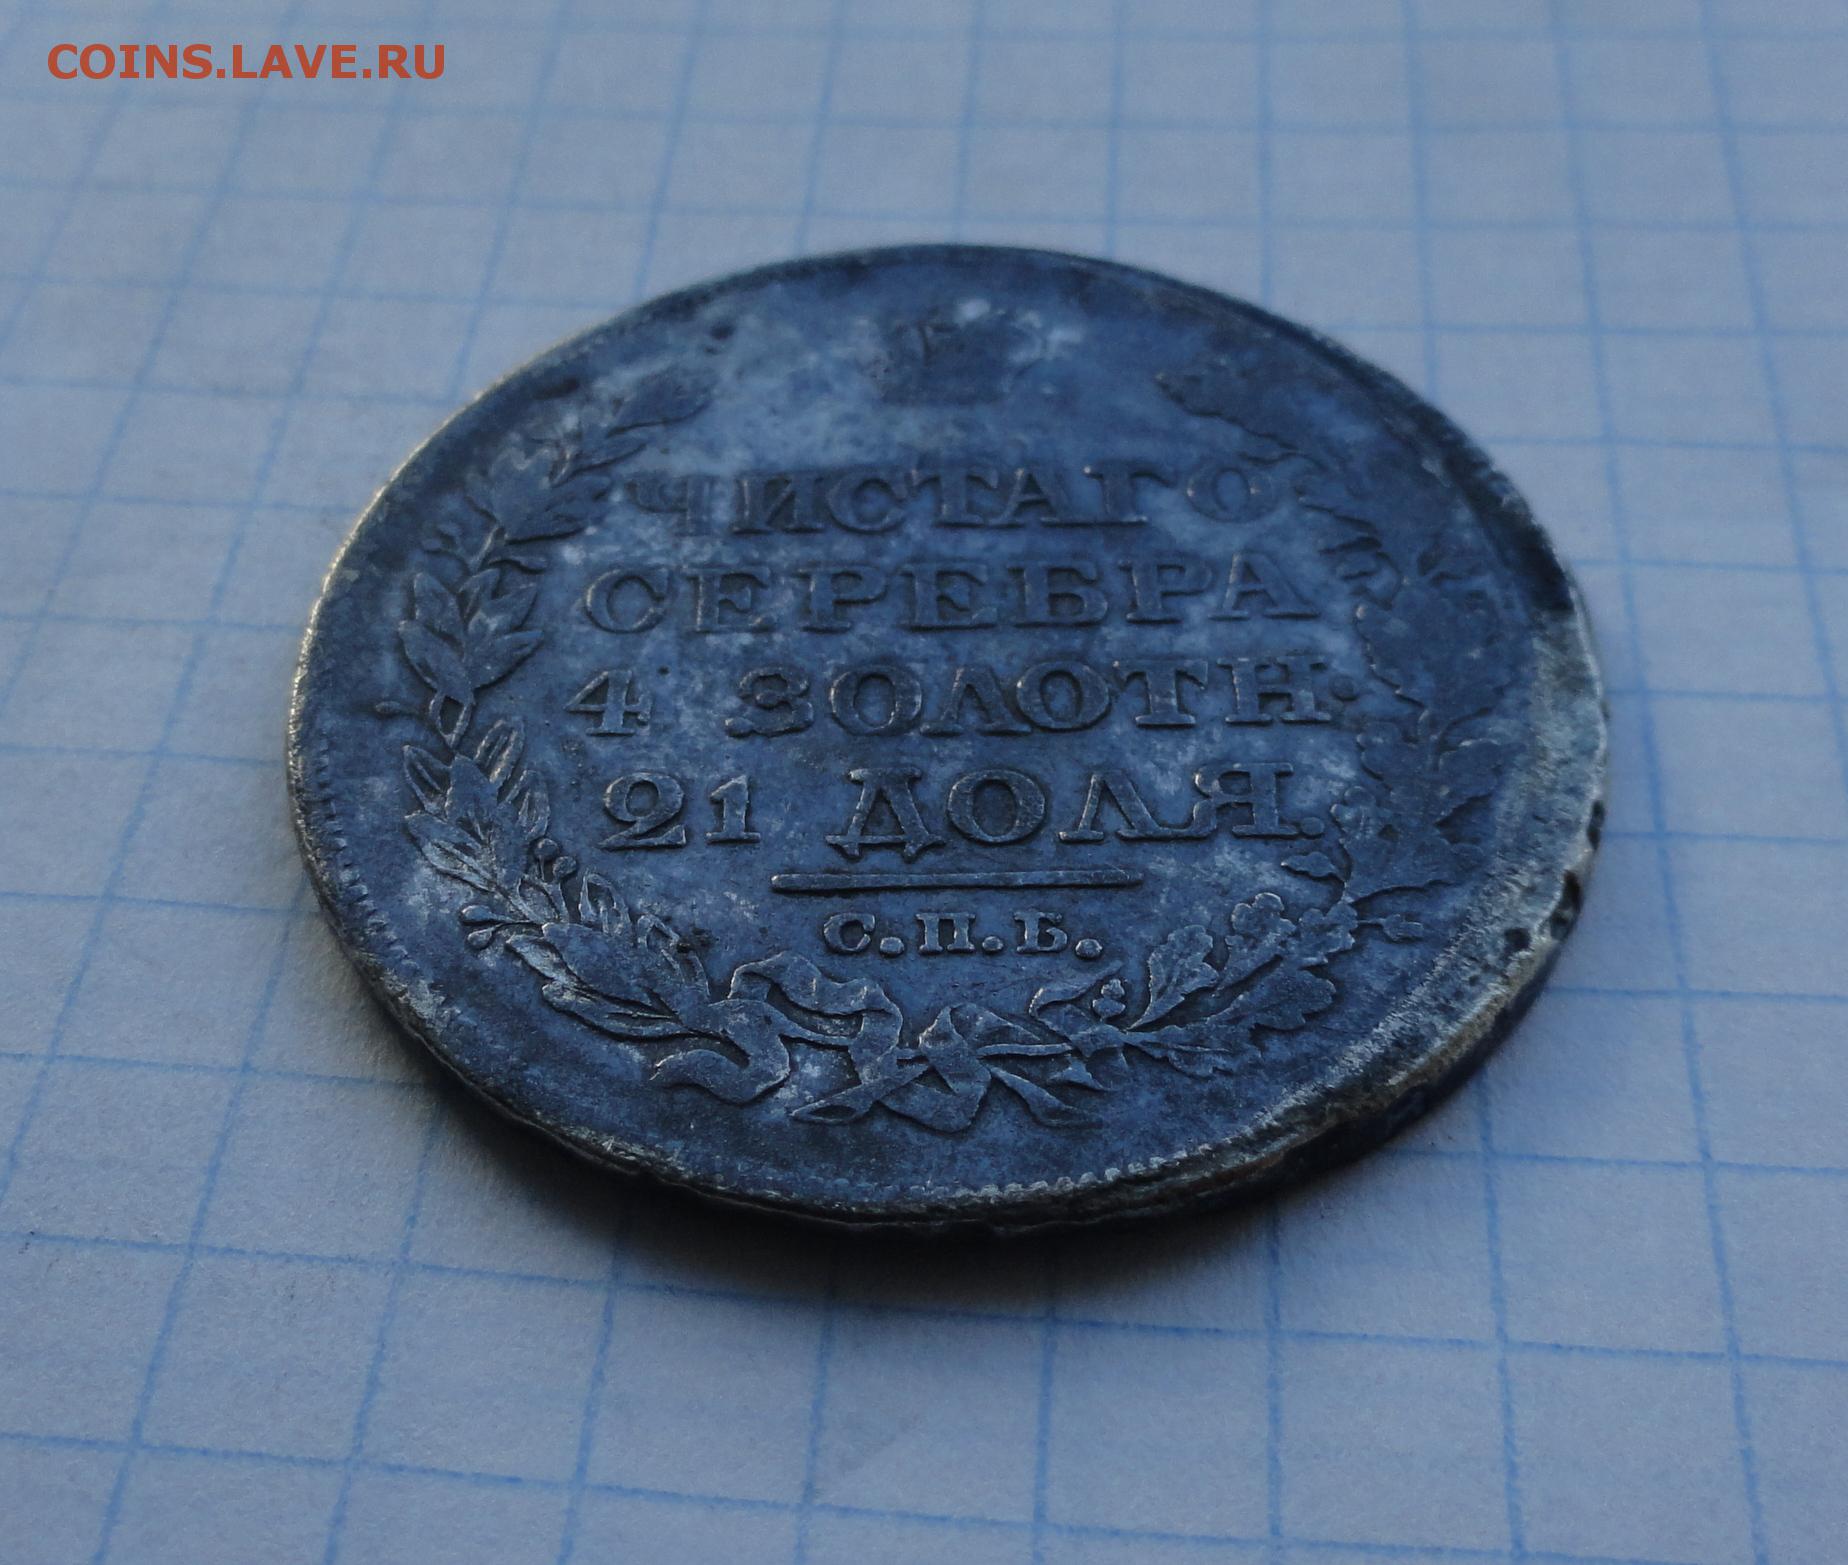 COINS.LAVE.RU
ЧИСТАГО
СЕРЕБРА
4 ЗОЛОТН.
21 ДОЛЯ.
С.П.Б.